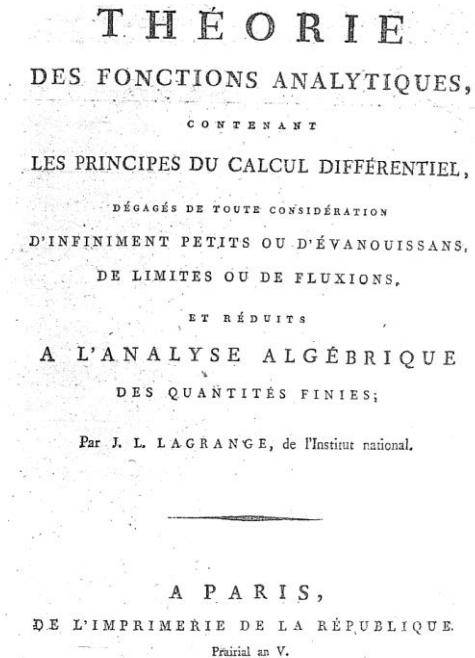 THÉORIE
DES FONCTIONS ANALYTIQUES,
CONTENANT
LES PRINCIPES DU CALCUL DIFFÉRENTIEL,
DÉGAGÉS DE TOUTE CONSIDÉRATION
D'INFINIMENT PETITS OU D'ÉVANOUISSANS,
DE LIMITES OU DE FLUXIONS,
ET RÉDUITS
A L'ANALYSE ALGÉBRIQUE
DES QUANTITÉS FINIES;
Par J. L. LAGRANGE, de l'Institut national.
A PARIS,
DE L'IMPRIMERIE DE LA RÉPUBLIQUE.
Prairial an V.